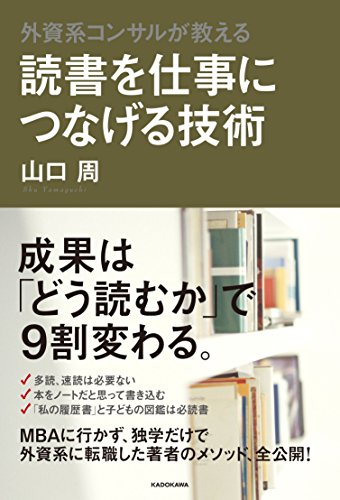 外資系コンサルが教える
読書を仕事に
つなげる技術
山口 周
Shu Yamaguchi
成果は
「どう読むか」で
9割変わる。
✓ 多読、速読は必要ない
✓ 本をノートだと思って書き込む
✓ 「私の履歴書」と子どもの図鑑は必読書
MBAに行かず、独学だけで
外資系に転職した著者のメソッド、全公開!
KADOKAWA